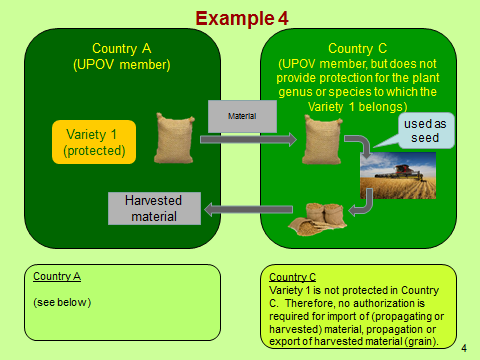 Example 4
Country A
(UPOV member)
Variety 1
(protected)
Material
Country C
(UPOV member, but does not
provide protection for the plant
genus or species to which the
Variety 1 belongs)
used as
seed
Harvested
material
Country A
(see below)
Country C
Variety 1 is not protected in Country
C.  Therefore, no authorization is
required for import of (propagating or
harvested) material, propagation or
export of harvested material (grain).
4